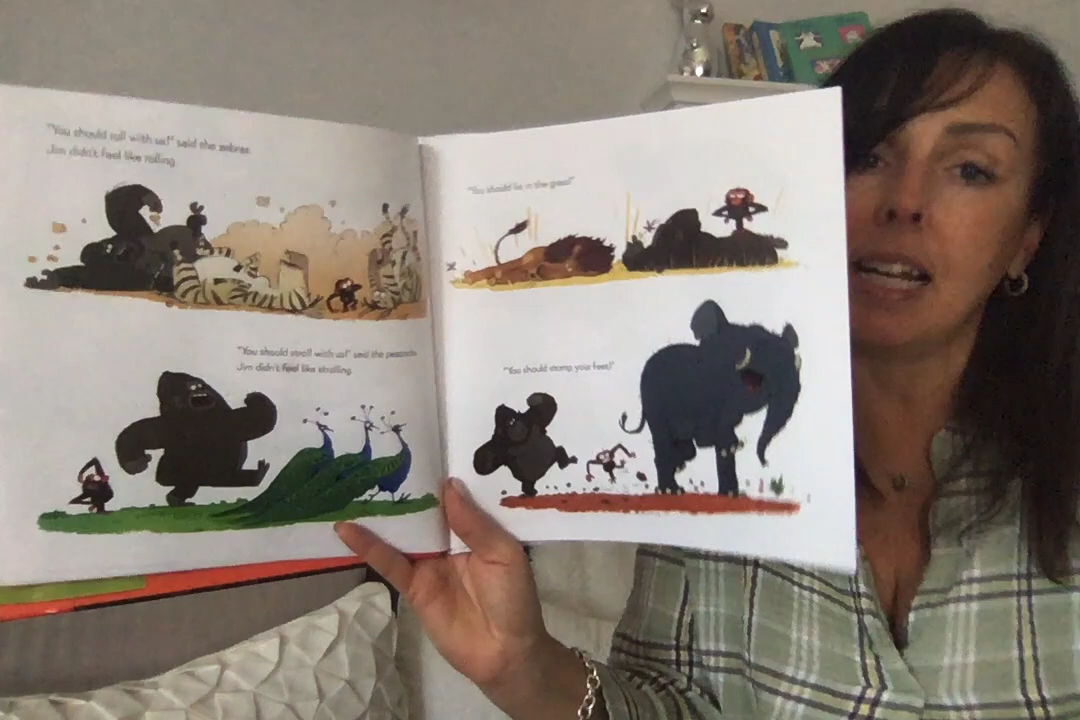 "You should roll with us!" said the zebras.
Jim didn't feel like rolling.
"You should stroll with us!" said the peacocks.
Jim didn't feel like strolling.
"You should lie in the grass!"
"You should stomp your feet!"